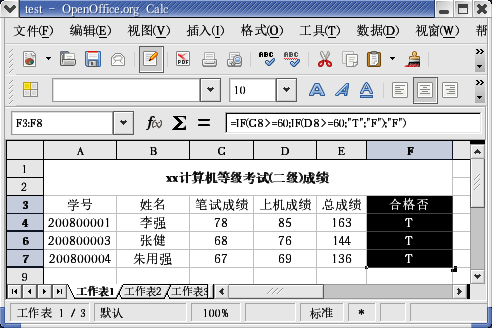 test - OpenOffice.org Calc
文件(F) 编辑(E) 视图(V) 插入(I) 格式(O) 工具(T) 数据(D) 视窗(W) 帮
ABC ABC
10 A A A
F3:F8 f(x) Σ = =IF(C8>=60;IF(D8>=60;"T";"F");"F")
A B C D E F
1 xx计算机等级考试(二级)成绩
2
3 学号 姓名 笔试成绩 上机成绩 总成绩 合格否
4 200800001 李强 78 85 163 T
6 200800003 张健 68 76 144 T
7 200800004 朱用强 67 69 136 T
9
工作表1 工作表2 工作表3
工作表 1 / 3 默认 100% 标准 *